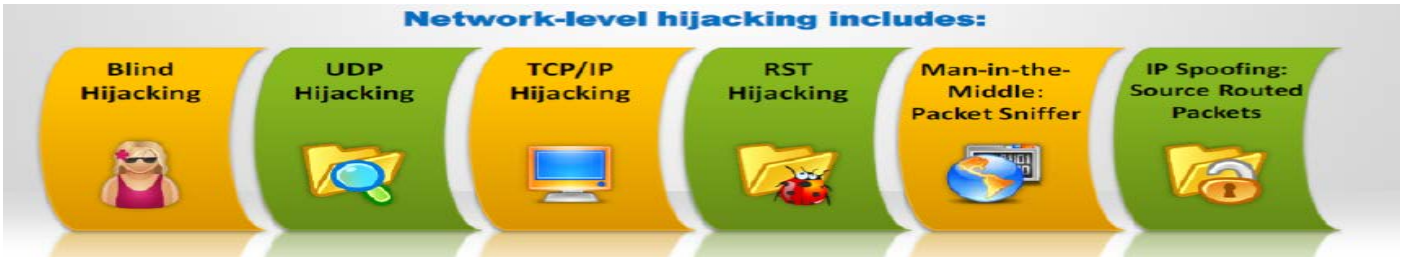 Network-level hijacking includes:
Blind
Hijacking
UDP
Hijacking
TCP/IP
Hijacking
RST
Hijacking
Man-in-the-
Middle:
Packet Sniffer
IP Spoofing:
Source Routed
Packets